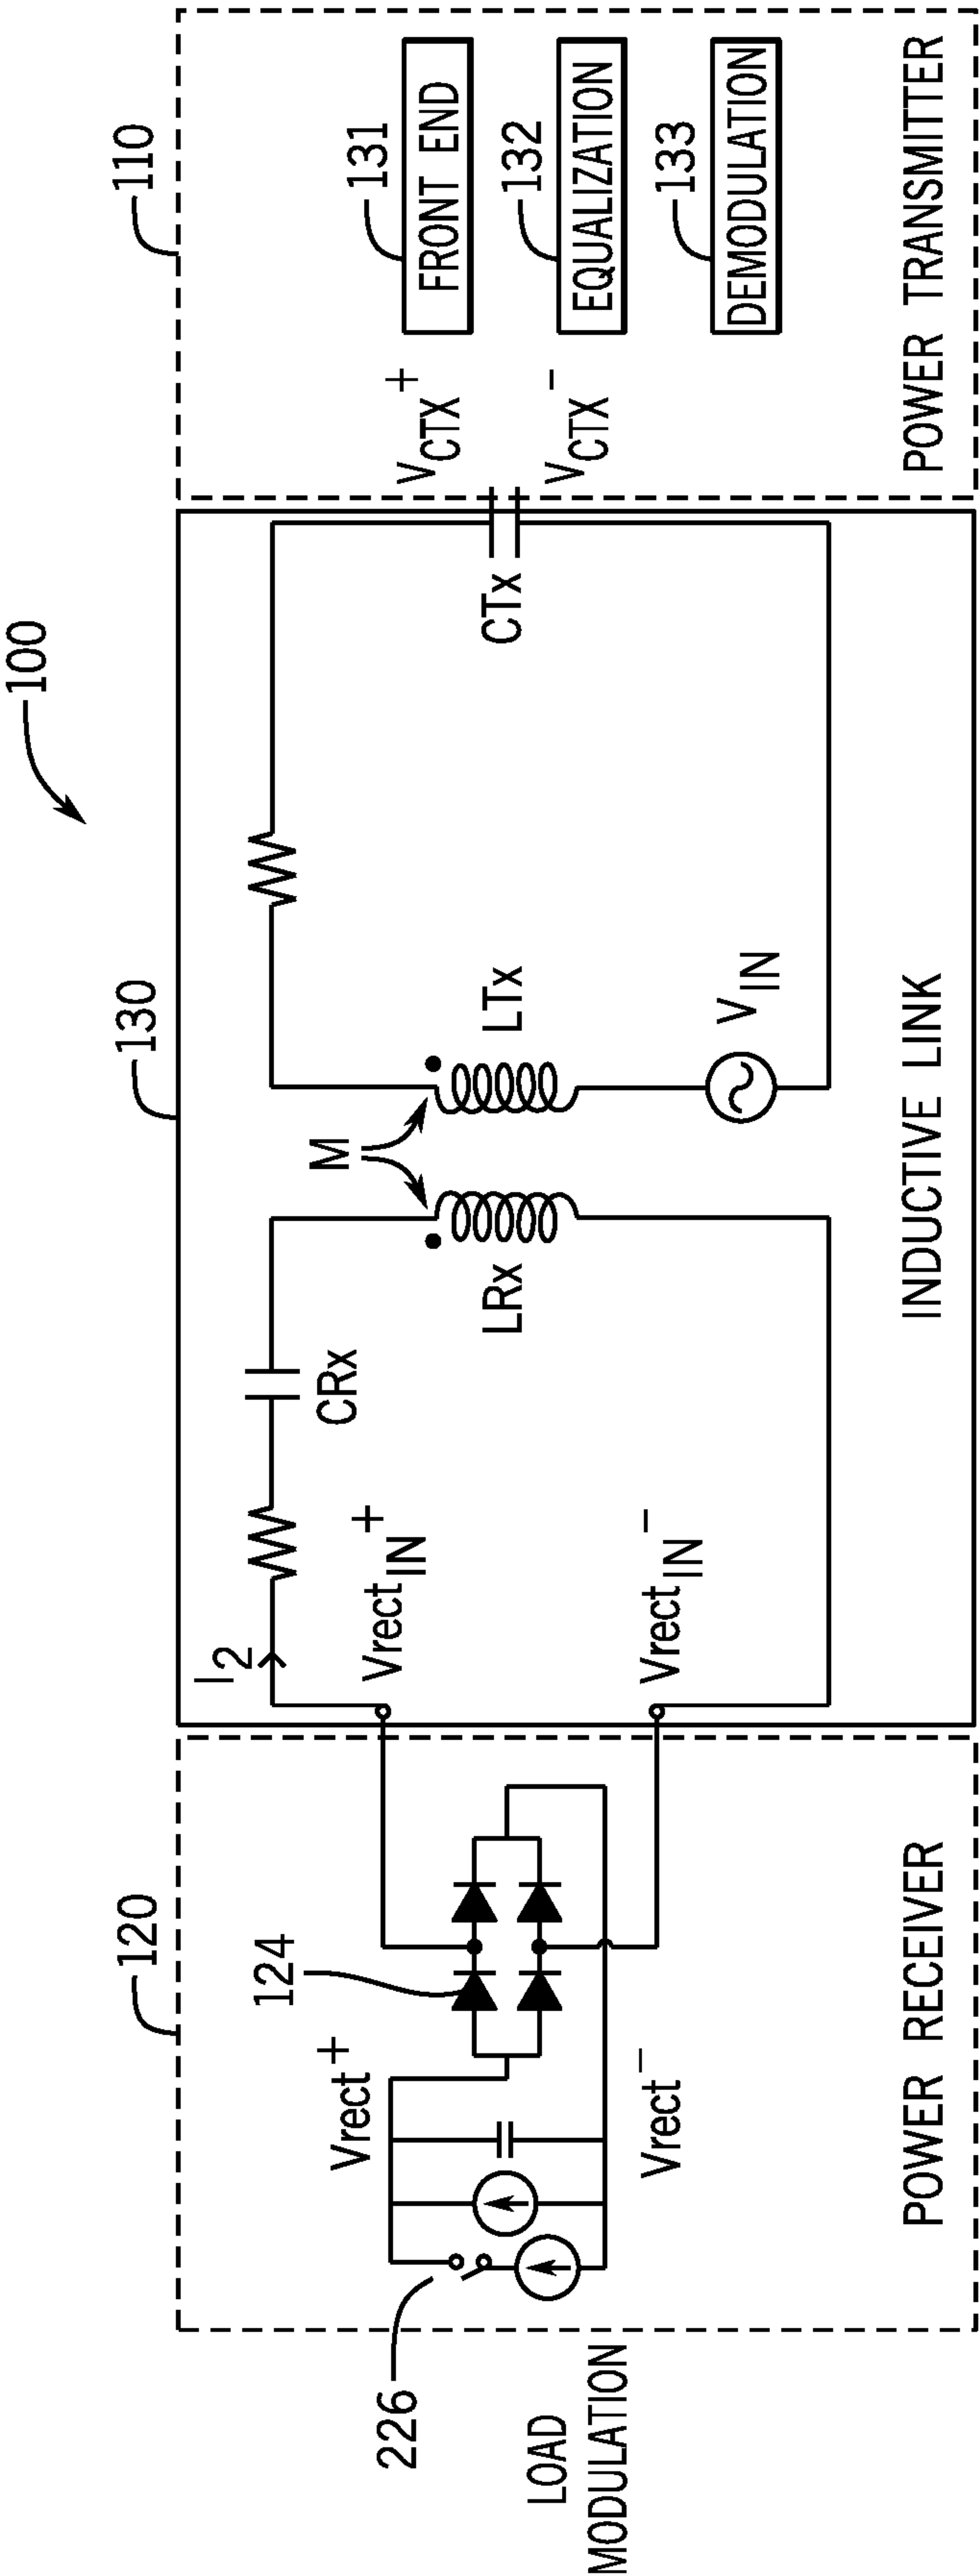 100
120
130
110
124
226
LOAD
MODULATION
Vrect+
Vrect−
POWER RECEIVER
I2
VrectIN+
VrectIN−
CRx
M
LRx
LTx
VIN
CTx
INDUCTIVE LINK
VCTX+
VCTX−
131
FRONT END
132
EQUALIZATION
133
DEMODULATION
POWER TRANSMITTER